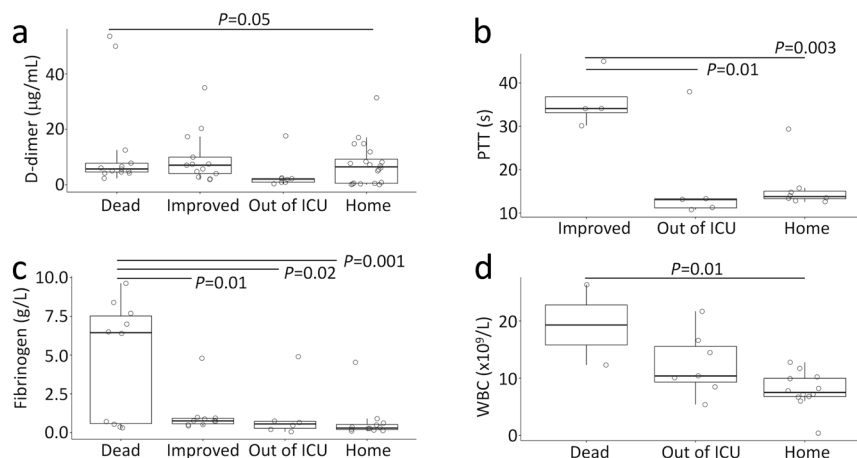 a
P=0.05
D-dimer (µg/mL)
40
20
0
Dead Improved Out of ICU Home
b
P=0.003
P=0.01
PTT (s)
40
30
20
10
Improved Out of ICU Home
c
P=0.001
P=0.02
P=0.01
Fibrinogen (g/L)
10.0
7.5
5.0
2.5
0.0
Dead Improved Out of ICU Home
d
P=0.01
WBC (x10⁹/L)
20
10
0
Dead Out of ICU Home